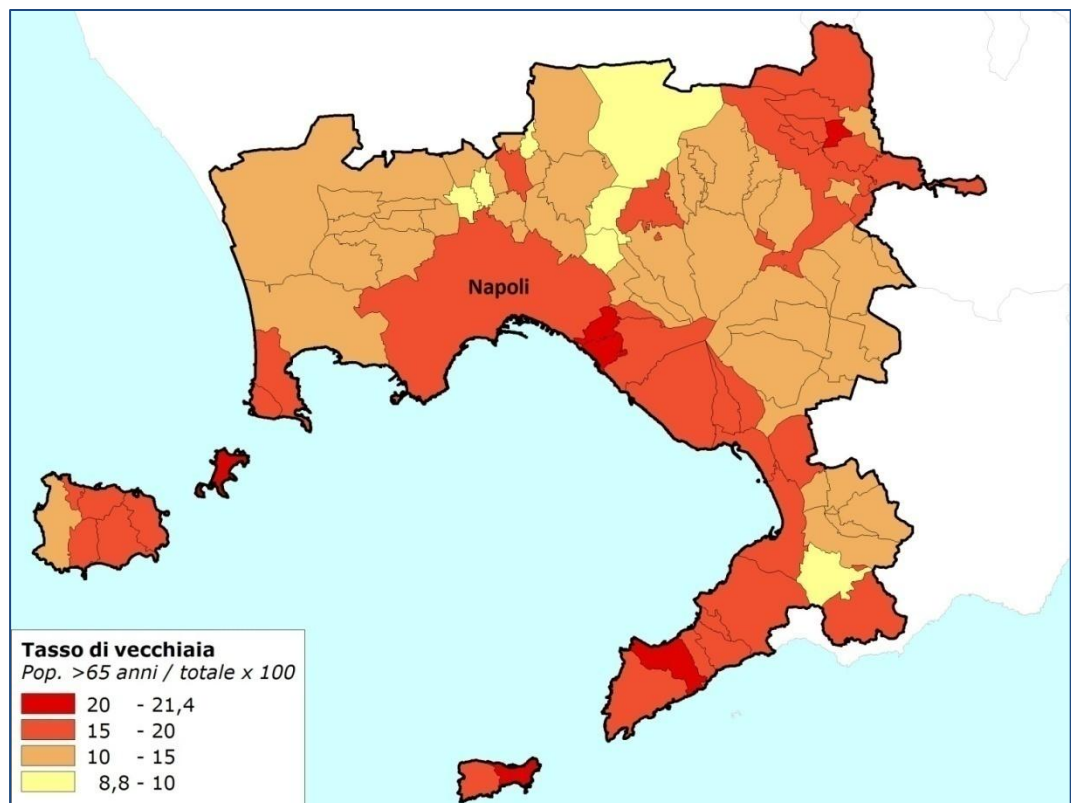 Napoli
Tasso di vecchiaia
Pop. >65 anni / totale x 100
20 - 21,4
15 - 20
10 - 15
8,8 - 10